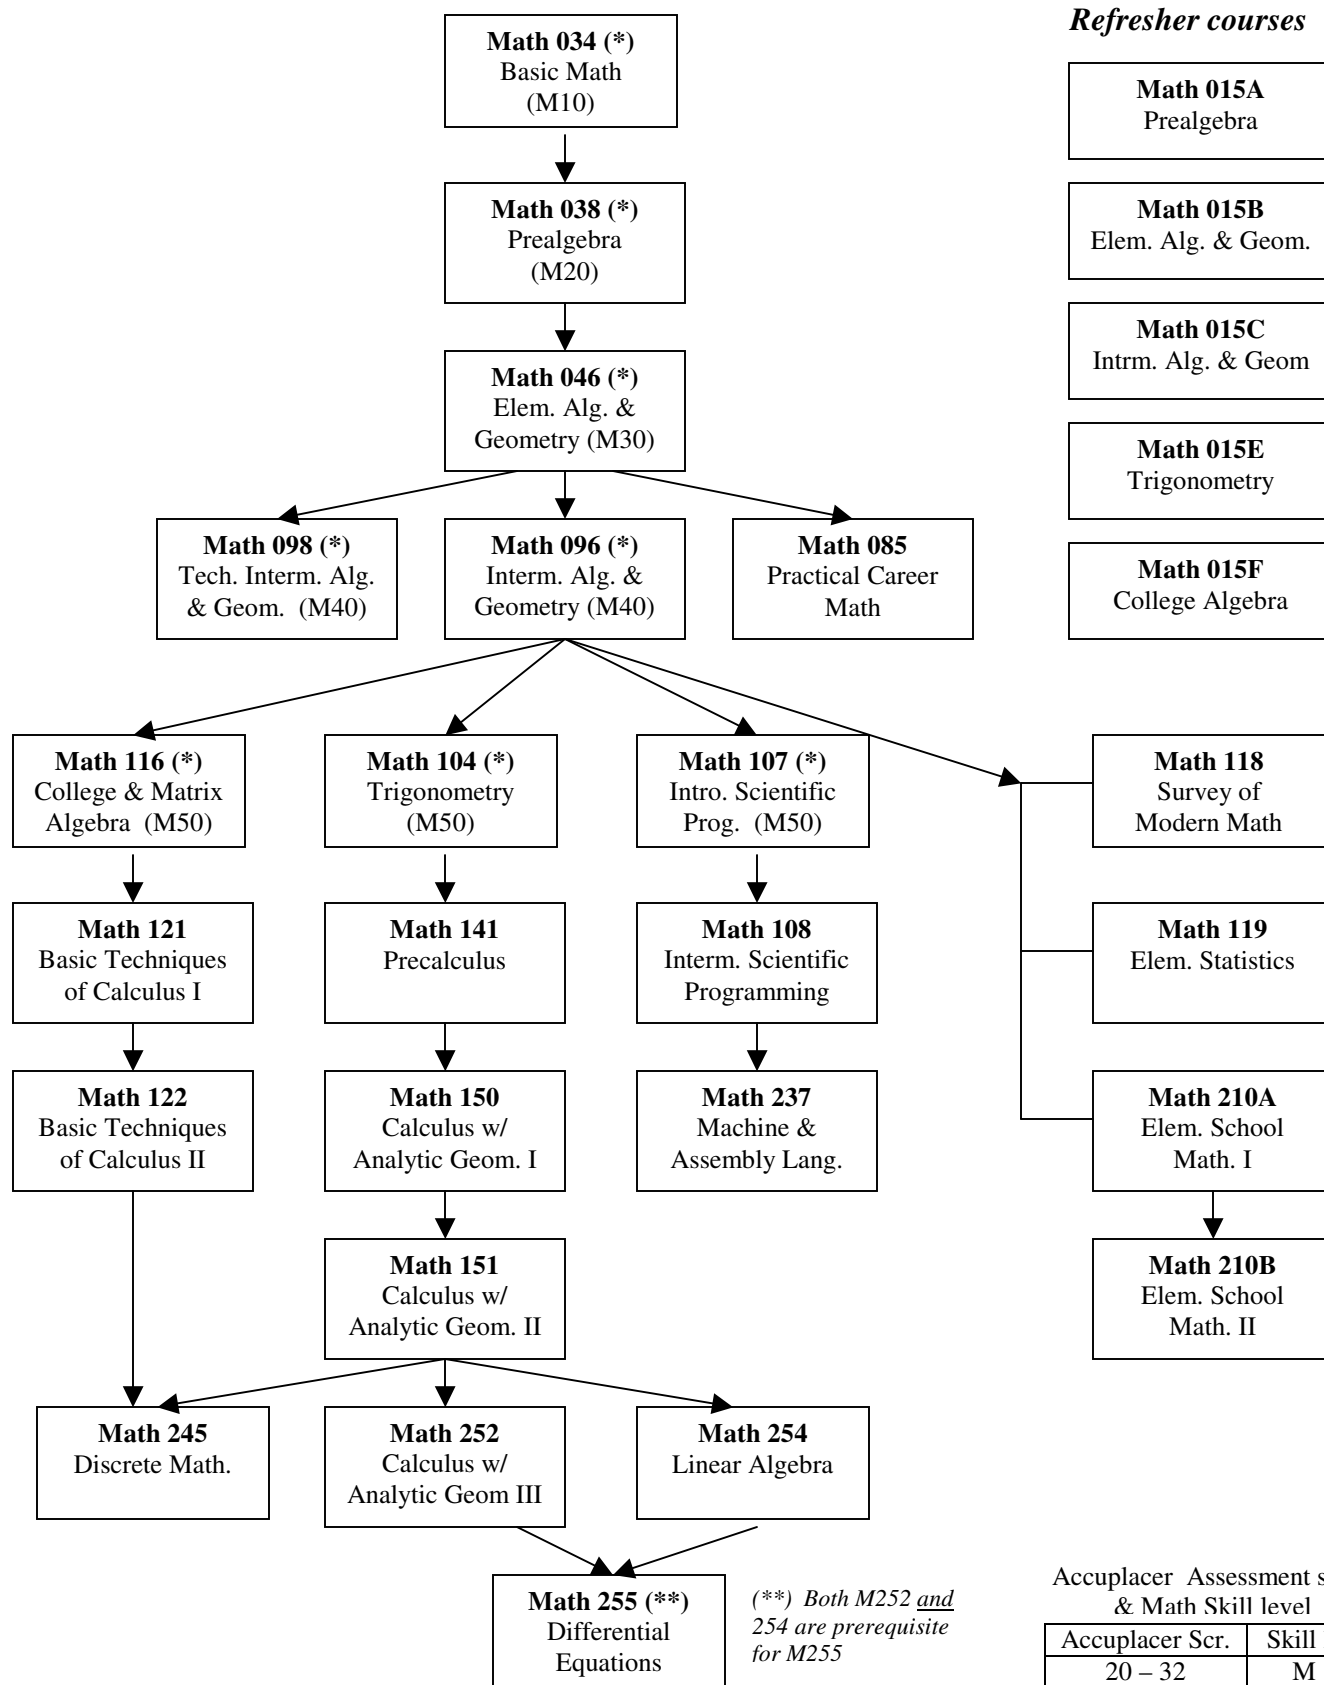 Math 034 (*)
Basic Math
(M10)
Math 038 (*)
Prealgebra
(M20)
Math 046 (*)
Elem. Alg. &
Geometry (M30)
Math 098 (*)
Tech. Interm. Alg.
& Geom. (M40)
Math 096 (*)
Interm. Alg. &
Geometry (M40)
Math 085
Practical Career
Math
Math 116 (*)
College & Matrix
Algebra (M50)
Math 104 (*)
Trigonometry
(M50)
Math 107 (*)
Intro. Scientific
Prog. (M50)
Math 118
Survey of
Modern Math
Math 121
Basic Techniques
of Calculus I
Math 141
Precalculus
Math 108
Interm. Scientific
Programming
Math 119
Elem. Statistics
Math 122
Basic Techniques
of Calculus II
Math 150
Calculus w/
Analytic Geom. I
Math 237
Machine &
Assembly Lang.
Math 210A
Elem. School
Math. I
Math 151
Calculus w/
Analytic Geom. II
Math 210B
Elem. School
Math. II
Math 245
Discrete Math.
Math 252
Calculus w/
Analytic Geom III
Math 254
Linear Algebra
Math 255 (**)
Differential
Equations
(**) Both M252 and
254 are prerequisite
for M255
Refresher courses
Math 015A
Prealgebra
Math 015B
Elem. Alg. & Geom.
Math 015C
Intrm. Alg. & Geom
Math 015E
Trigonometry
Math 015F
College Algebra
Accuplacer Assessment s
& Math Skill level
Accuplacer Scr. Skill
20 – 32 M